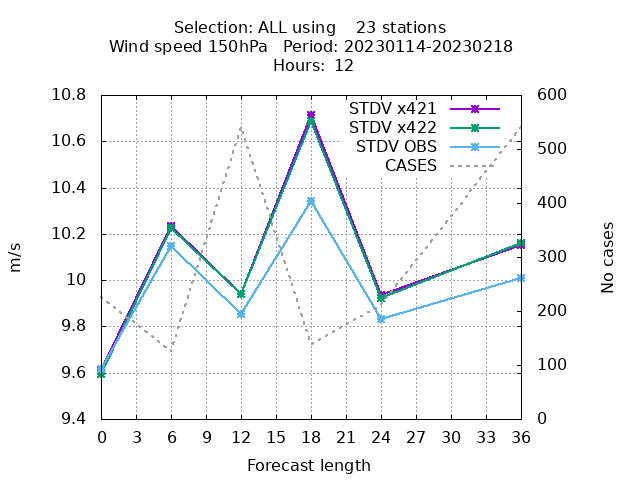 Selection: ALL using    23 stations
Wind speed 150hPa   Period: 20230114-20230218
Hours:  12
10.8
10.6
10.4
10.2
10
9.8
9.6
9.4
600
500
400
300
200
100
0
STDV x421
STDV x422
STDV OBS
CASES
m/s
No cases
0 3 6 9 12 15 18 21 24 27 30 33 36
Forecast length